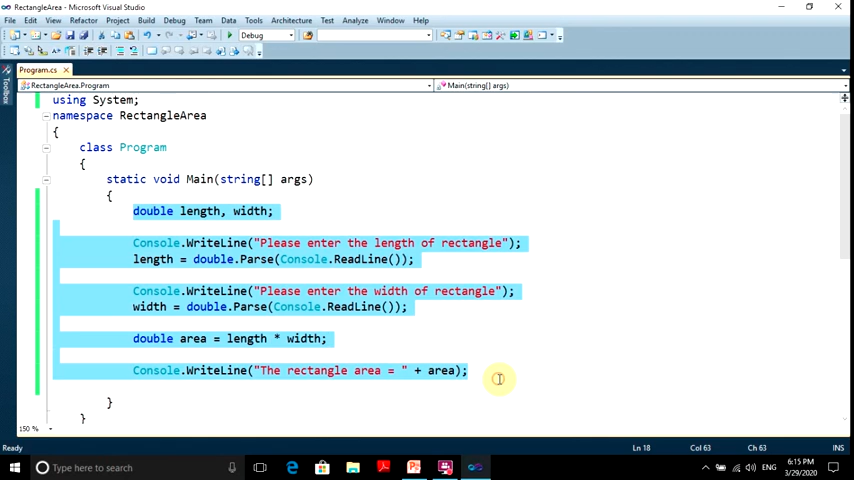 RectangleArea - Microsoft Visual Studio
File Edit View Refactor Project Build Debug Team Data Tools Architecture Test Analyze Window Help
Debug
Program.cs
RectangleArea.Program Main(string[] args)
Toolbox
using System;
namespace RectangleArea
{
class Program
{
static void Main(string[] args)
{
double length, width;
Console.WriteLine("Please enter the length of rectangle");
length = double.Parse(Console.ReadLine());
Console.WriteLine("Please enter the width of rectangle");
width = double.Parse(Console.ReadLine());
double area = length * width;
Console.WriteLine("The rectangle area = " + area);
}
}
150 %
Ready Ln 18 Col 63 Ch 63 INS
Type here to search ENG 6:15 PM
3/29/2020